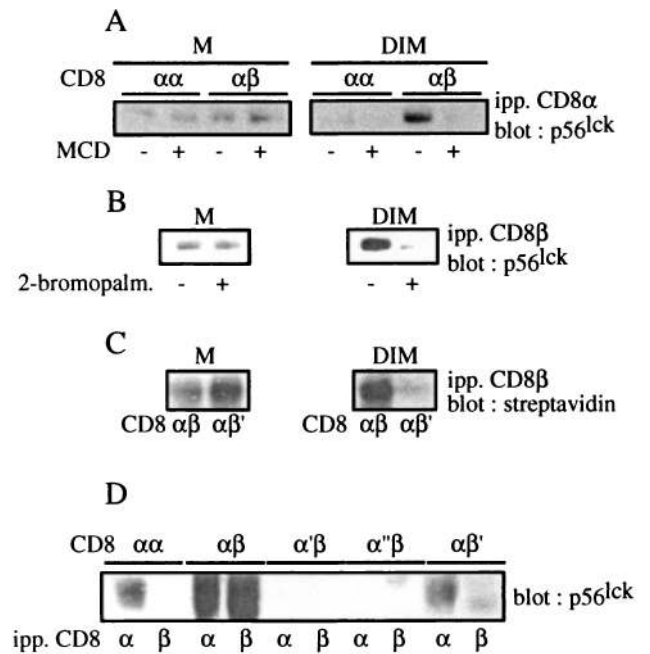 A
M DIM
CD8 αα αβ αα αβ
ipp. CD8α
blot : p56lck
MCD - + - + - + - +
B
M DIM
ipp. CD8β
blot : p56lck
2-bromopalm. - + - +
C
M DIM
ipp. CD8β
blot : streptavidin
CD8 αβ αβ' CD8 αβ αβ'
D
CD8 αα αβ α'β α"β αβ'
blot : p56lck
ipp. CD8 α β α β α β α β α β